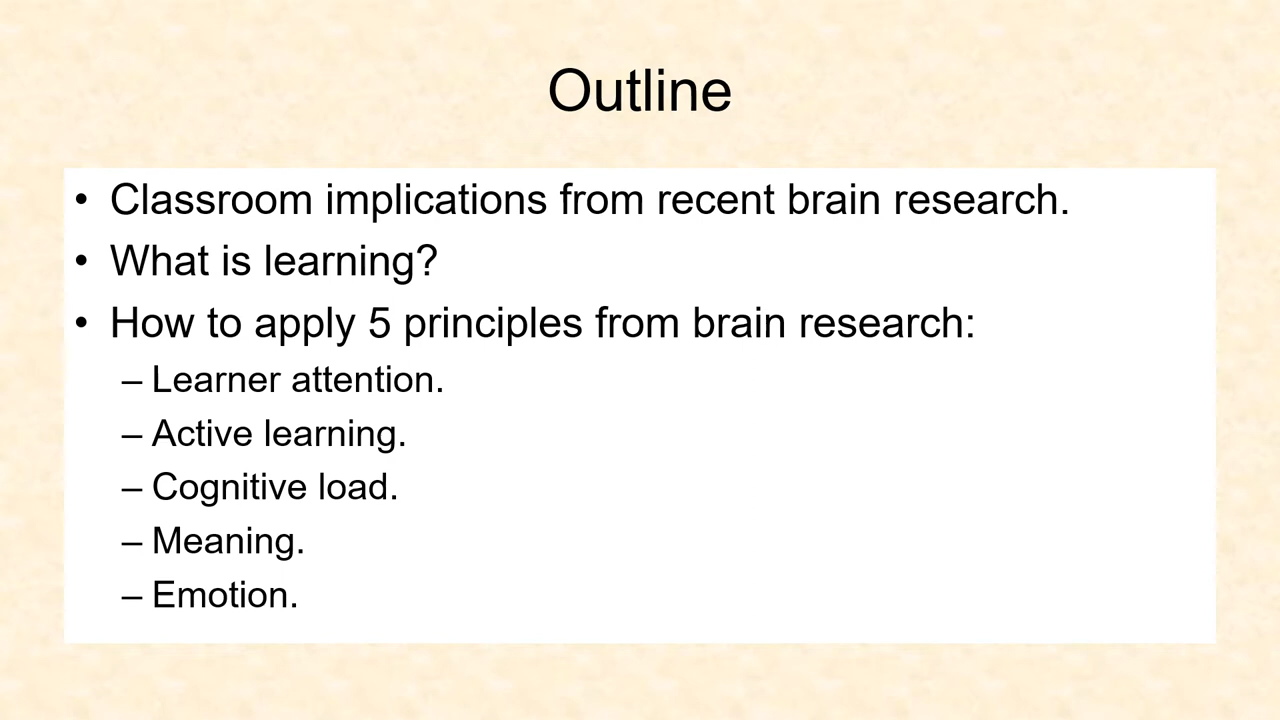 Outline
• Classroom implications from recent brain research.
• What is learning?
• How to apply 5 principles from brain research:
– Learner attention.
– Active learning.
– Cognitive load.
– Meaning.
– Emotion.